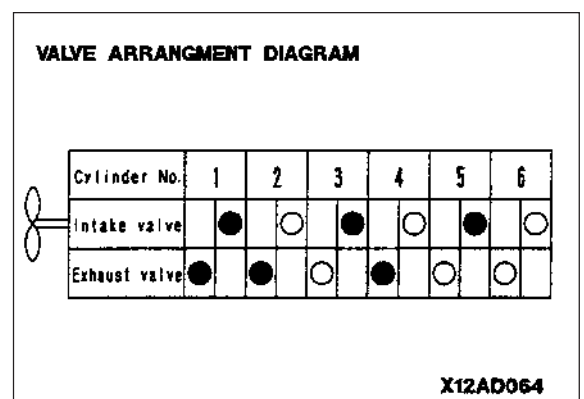 VALVE ARRANGMENT DIAGRAM
Cylinder No. 1 2 3 4 5 6
Intake valve
Exhaust valve
X12AD064